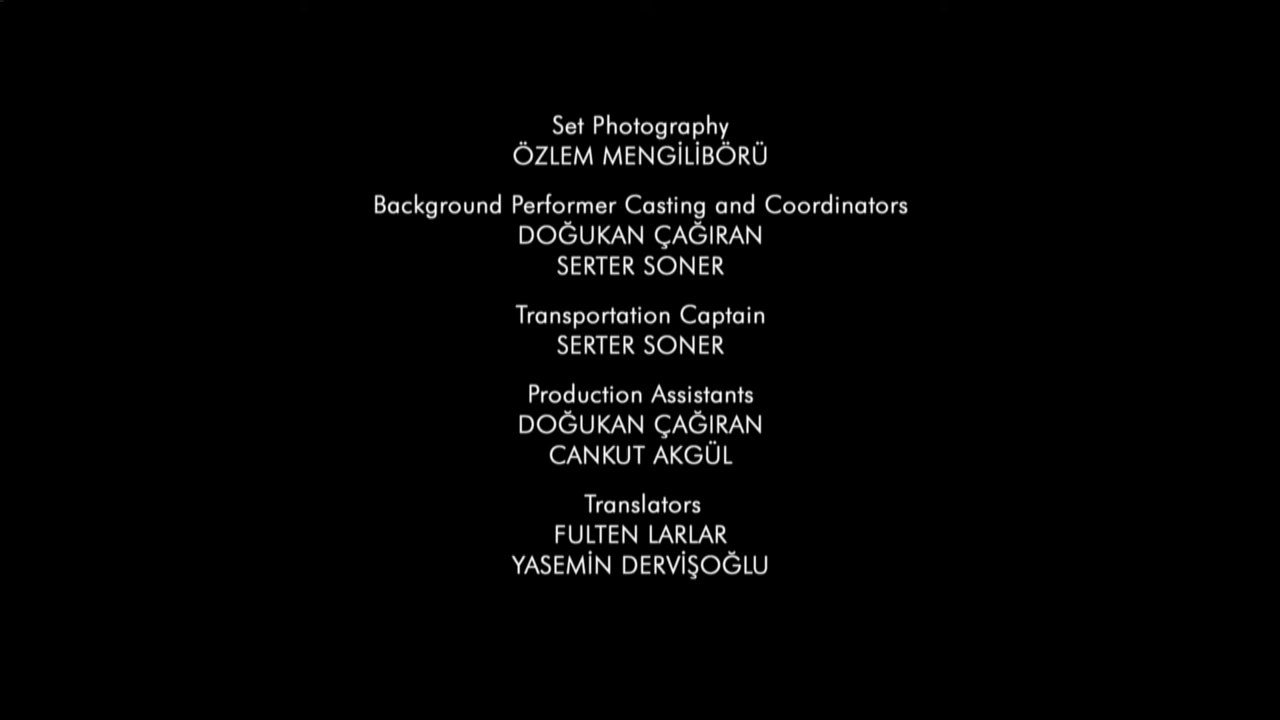 Set Photography
ÖZLEM MENGİLİBÖRÜ
Background Performer Casting and Coordinators
DOĞUKAN ÇAĞIRAN
SERTER SONER
Transportation Captain
SERTER SONER
Production Assistants
DOĞUKAN ÇAĞIRAN
CANKUT AKGÜL
Translators
FULTEN LARLAR
YASEMİN DERVİŞOĞLU